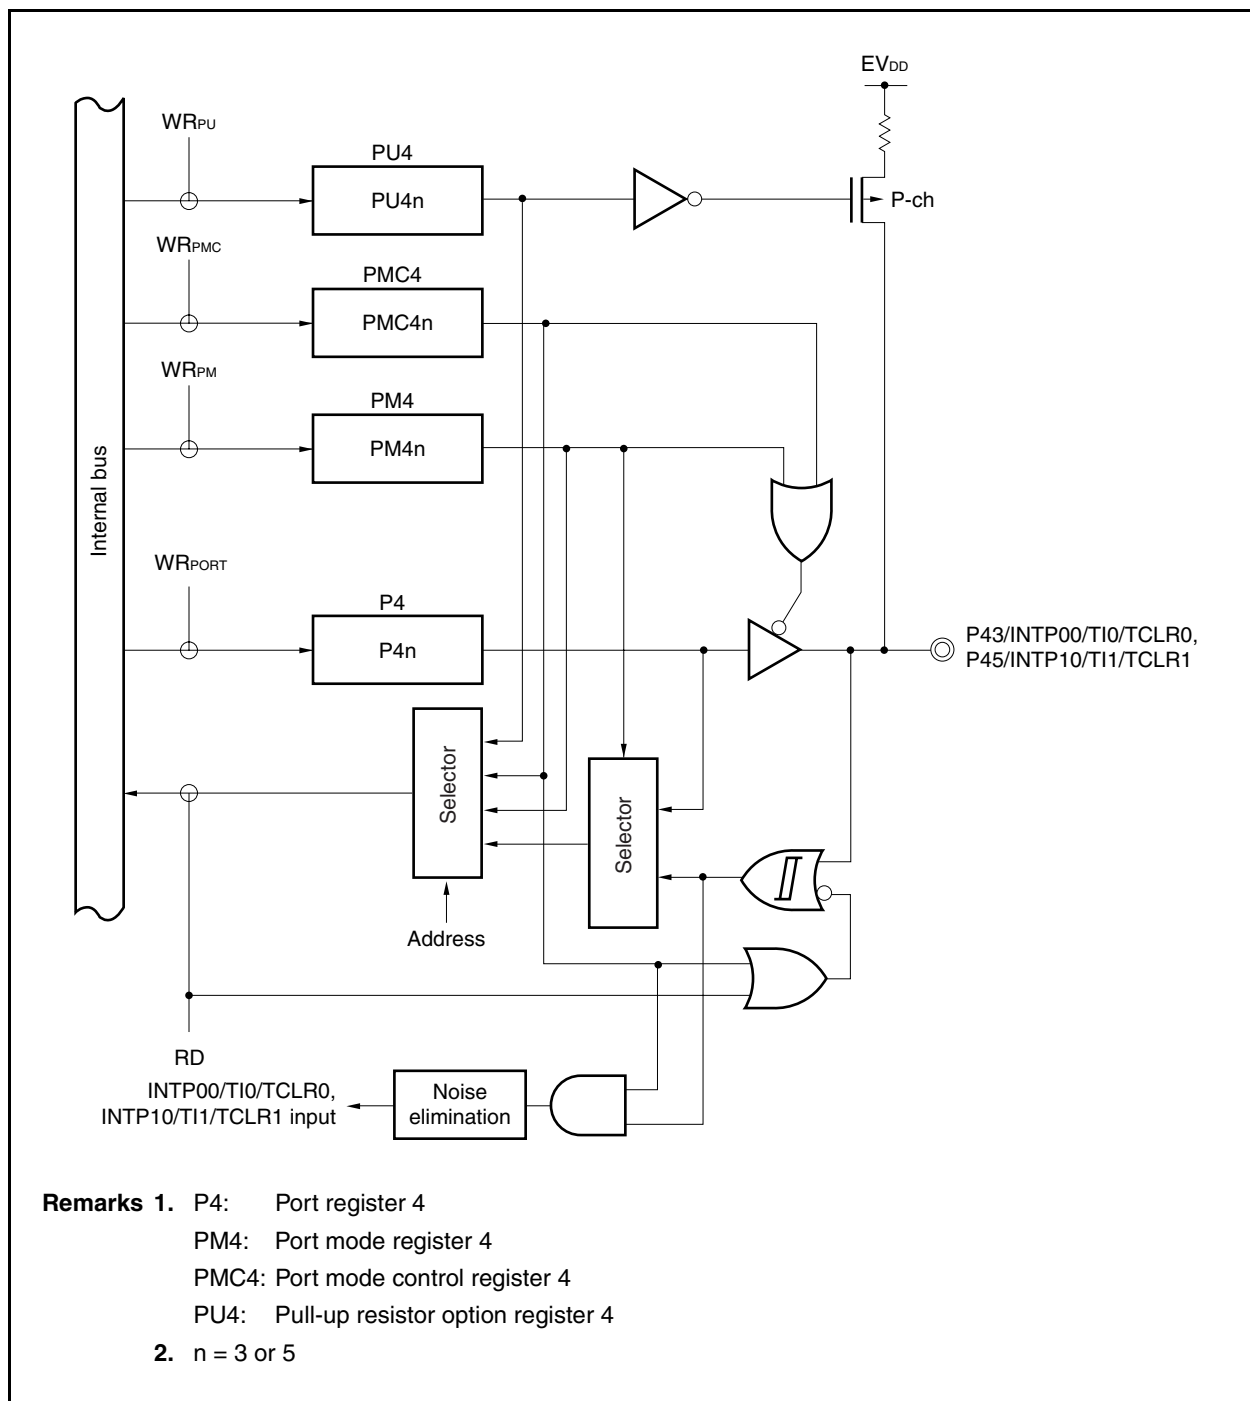 EVDD
WRPU
PU4
PU4n
P-ch
WRPMC
PMC4
PMC4n
WRPM
PM4
PM4n
Internal bus
WRPORT
P4
P4n
P43/INTP00/TI0/TCLR0,
P45/INTP10/TI1/TCLR1
Selector
Selector
Address
RD
INTP00/TI0/TCLR0,
INTP10/TI1/TCLR1 input
Noise
elimination
Remarks 1. P4: Port register 4
PM4: Port mode register 4
PMC4: Port mode control register 4
PU4: Pull-up resistor option register 4
2. n = 3 or 5